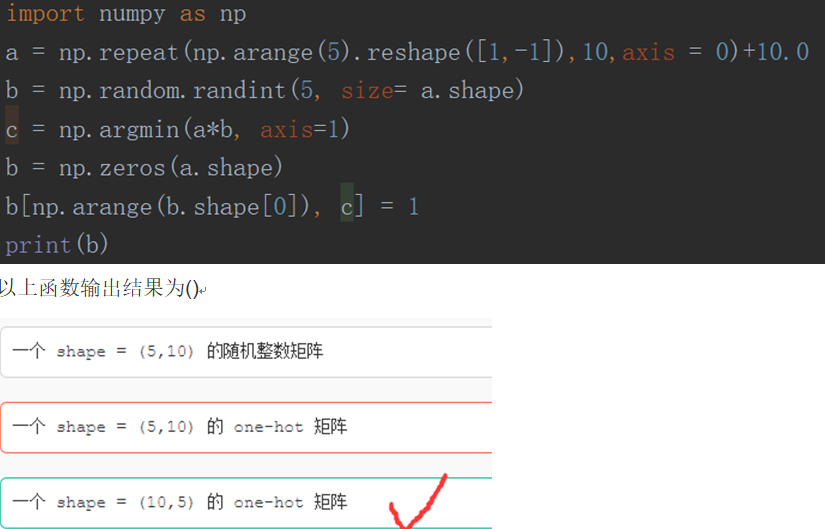 import numpy as np
a = np.repeat(np.arange(5).reshape([1,-1]),10,axis = 0)+10.0
b = np.random.randint(5, size= a.shape)
c = np.argmin(a*b, axis=1)
b = np.zeros(a.shape)
b[np.arange(b.shape[0]), c] = 1
print(b)
以上函数输出结果为()
一个 shape = (5,10) 的随机整数矩阵
一个 shape = (5,10) 的 one-hot 矩阵
一个 shape = (10,5) 的 one-hot 矩阵